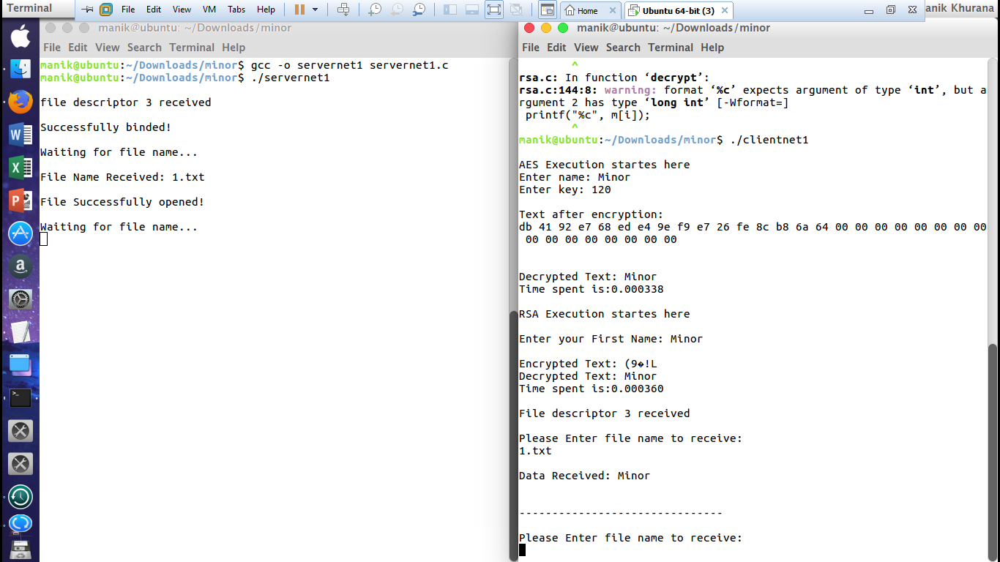 Terminal
File Edit View VM Tabs Help
Home
Ubuntu 64-bit (3)
anik Khurana
manik@ubuntu: ~/Downloads/minor
File Edit View Search Terminal Help
manik@ubuntu:~/Downloads/minor$ gcc -o servernet1 servernet1.c
manik@ubuntu:~/Downloads/minor$ ./servernet1
file descriptor 3 received
Successfully binded!
Waiting for file name...
File Name Received: 1.txt
File Successfully opened!
Waiting for file name...
manik@ubuntu: ~/Downloads/minor
File Edit View Search Terminal Help
^
rsa.c: In function ‘decrypt’:
rsa.c:144:8: warning: format ‘%c’ expects argument of type ‘int’, but a
rgument 2 has type ‘long int’ [-Wformat=]
printf("%c", m[i]);
^
manik@ubuntu:~/Downloads/minor$ ./clientnet1
AES Execution startes here
Enter name: Minor
Enter key: 120
Text after encryption:
db 41 92 e7 68 ed e4 9e f9 e7 26 fe 8c b8 6a 64 00 00 00 00 00 00 00 00
00 00 00 00 00 00 00 00
Decrypted Text: Minor
Time spent is:0.000338
RSA Execution startes here
Enter your First Name: Minor
Encrypted Text: (9�!L
Decrypted Text: Minor
Time spent is:0.000360
File descriptor 3 received
Please Enter file name to receive:
1.txt
Data Received: Minor
-------------------------------
Please Enter file name to receive: